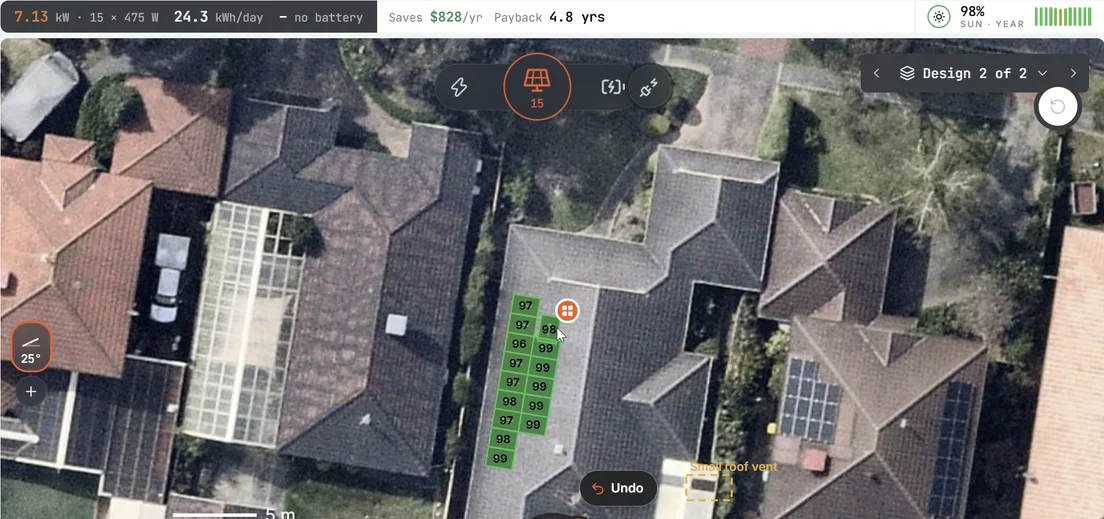 7.13 kW · 15 × 475 W 24.3 kWh/day – no battery Saves $828/yr Payback 4.8 yrs 98%
SUN · YEAR
Design 2 of 2
15
97
97 98
96 99
97 99
97 99
98 99
97 99
98
99
25°
+
Small roof vent
Undo
5 m